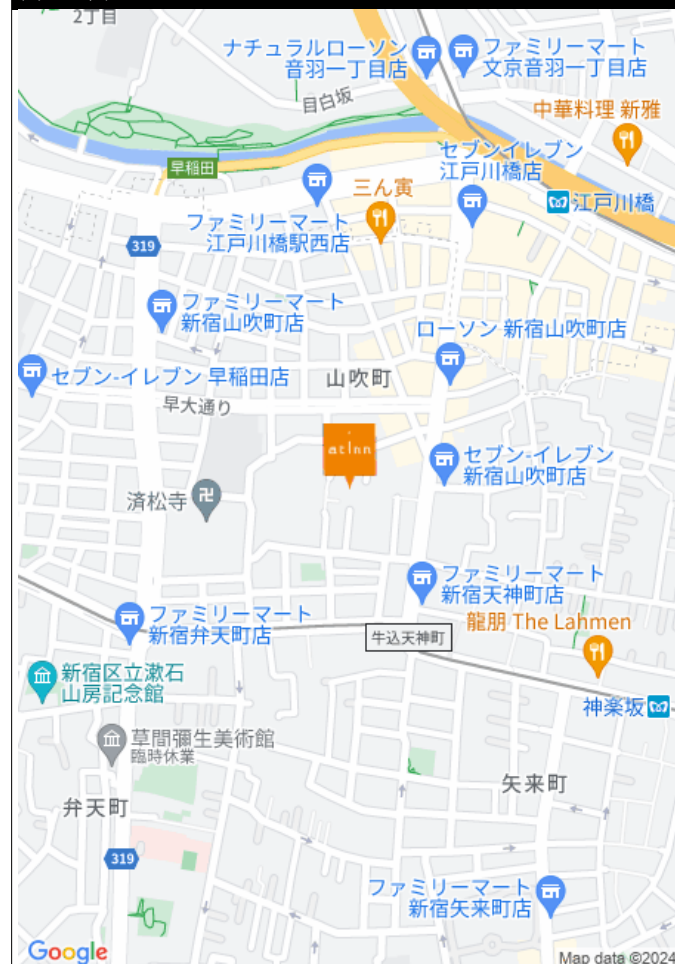 2丁目
ナチュラルローソン
音羽一丁目店
ファミリーマート
文京音羽一丁目店
目白坂
中華料理 新雅
早稲田
セブンイレブン
江戸川橋店
三ん寅
江戸川橋
ファミリーマート
江戸川橋駅西店
319
ファミリーマート
新宿山吹町店
ローソン 新宿山吹町店
セブン-イレブン 早稲田店
山吹町
早大通り
at Inn
セブン-イレブン
新宿山吹町店
済松寺
ファミリーマート
新宿天神町店
ファミリーマート
新宿弁天町店
牛込天神町
龍朋 The Lahmen
新宿区立漱石
山房記念館
神楽坂
草間彌生美術館
臨時休業
矢来町
弁天町
319
ファミリーマート
新宿矢来町店
Google
Map data ©2024